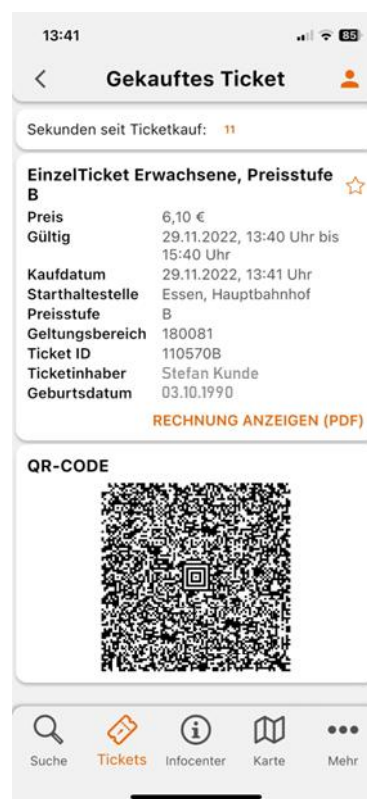 13:41
85
Gekauftes Ticket
Sekunden seit Ticketkauf: 11
EinzelTicket Erwachsene, Preisstufe
B
Preis 6,10 €
Gültig 29.11.2022, 13:40 Uhr bis
15:40 Uhr
Kaufdatum 29.11.2022, 13:41 Uhr
Starthaltestelle Essen, Hauptbahnhof
Preisstufe B
Geltungsbereich 180081
Ticket ID 110570B
Ticketinhaber Stefan Kunde
Geburtsdatum 03.10.1990
RECHNUNG ANZEIGEN (PDF)
QR-CODE
Suche Tickets Infocenter Karte Mehr